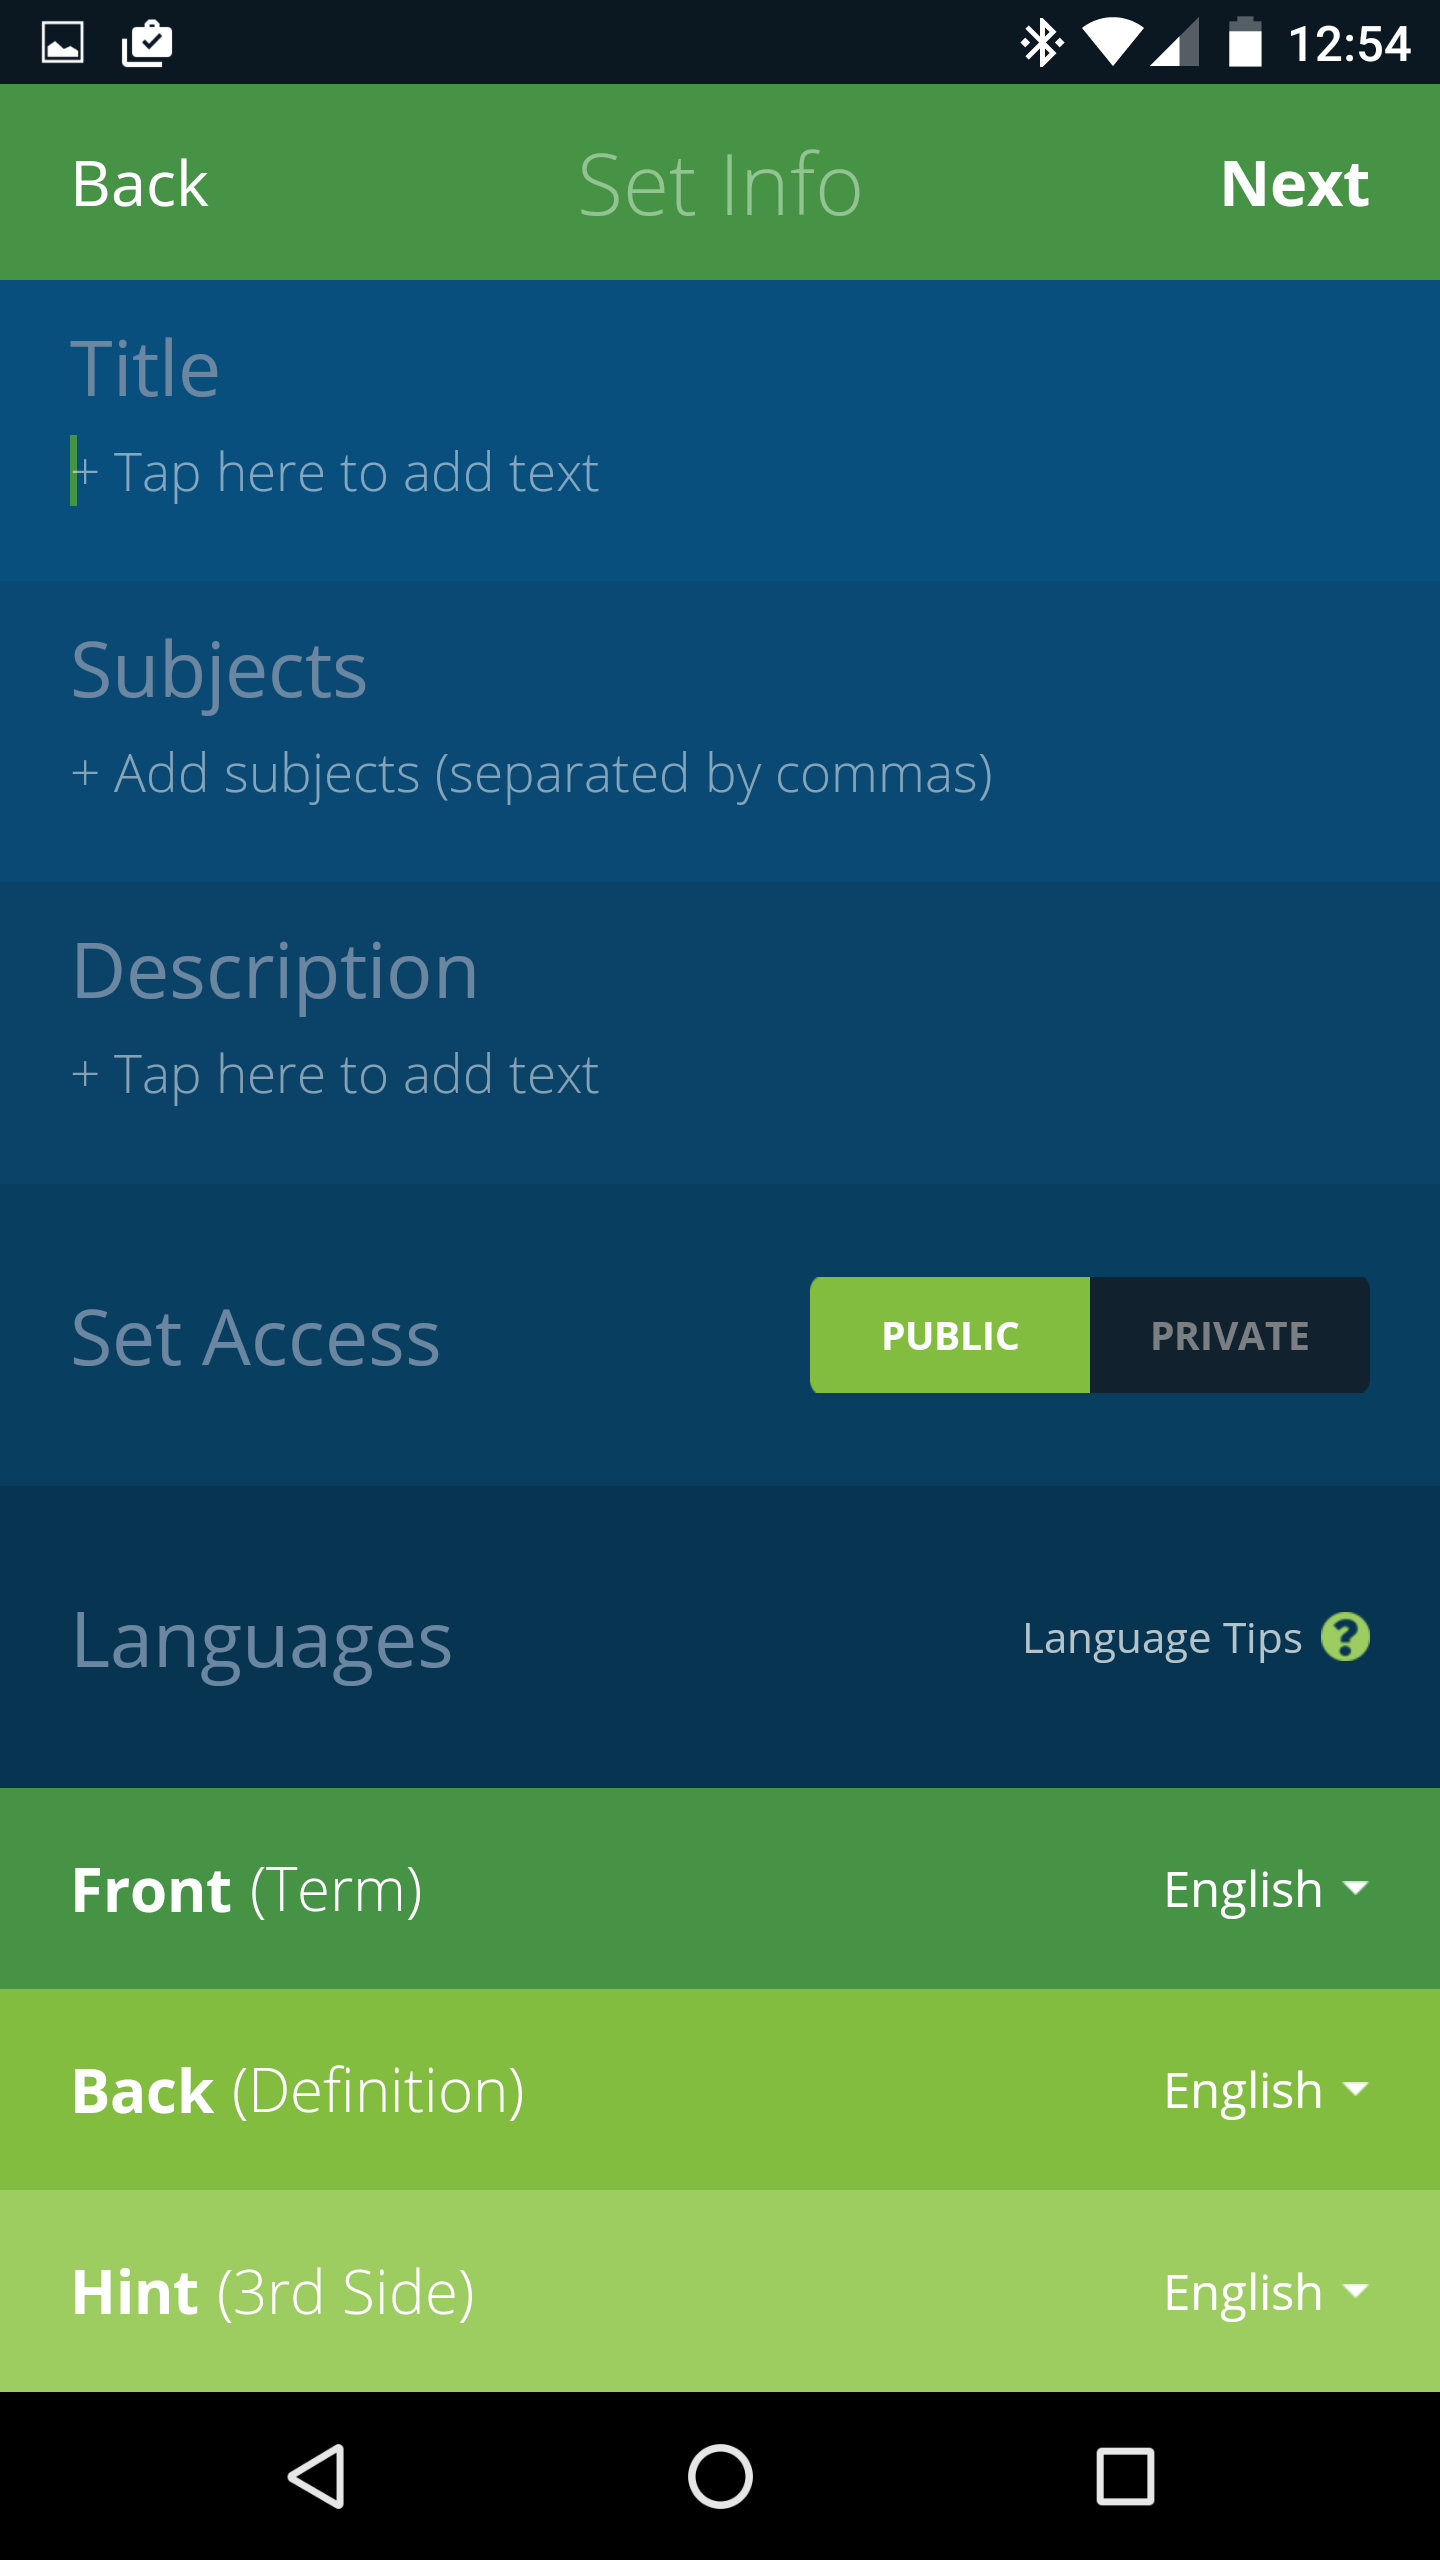 12:54
Back Set Info Next
Title
+ Tap here to add text
Subjects
+ Add subjects (separated by commas)
Description
+ Tap here to add text
Set Access PUBLIC PRIVATE
Languages Language Tips ?
Front (Term) English
Back (Definition) English
Hint (3rd Side) English